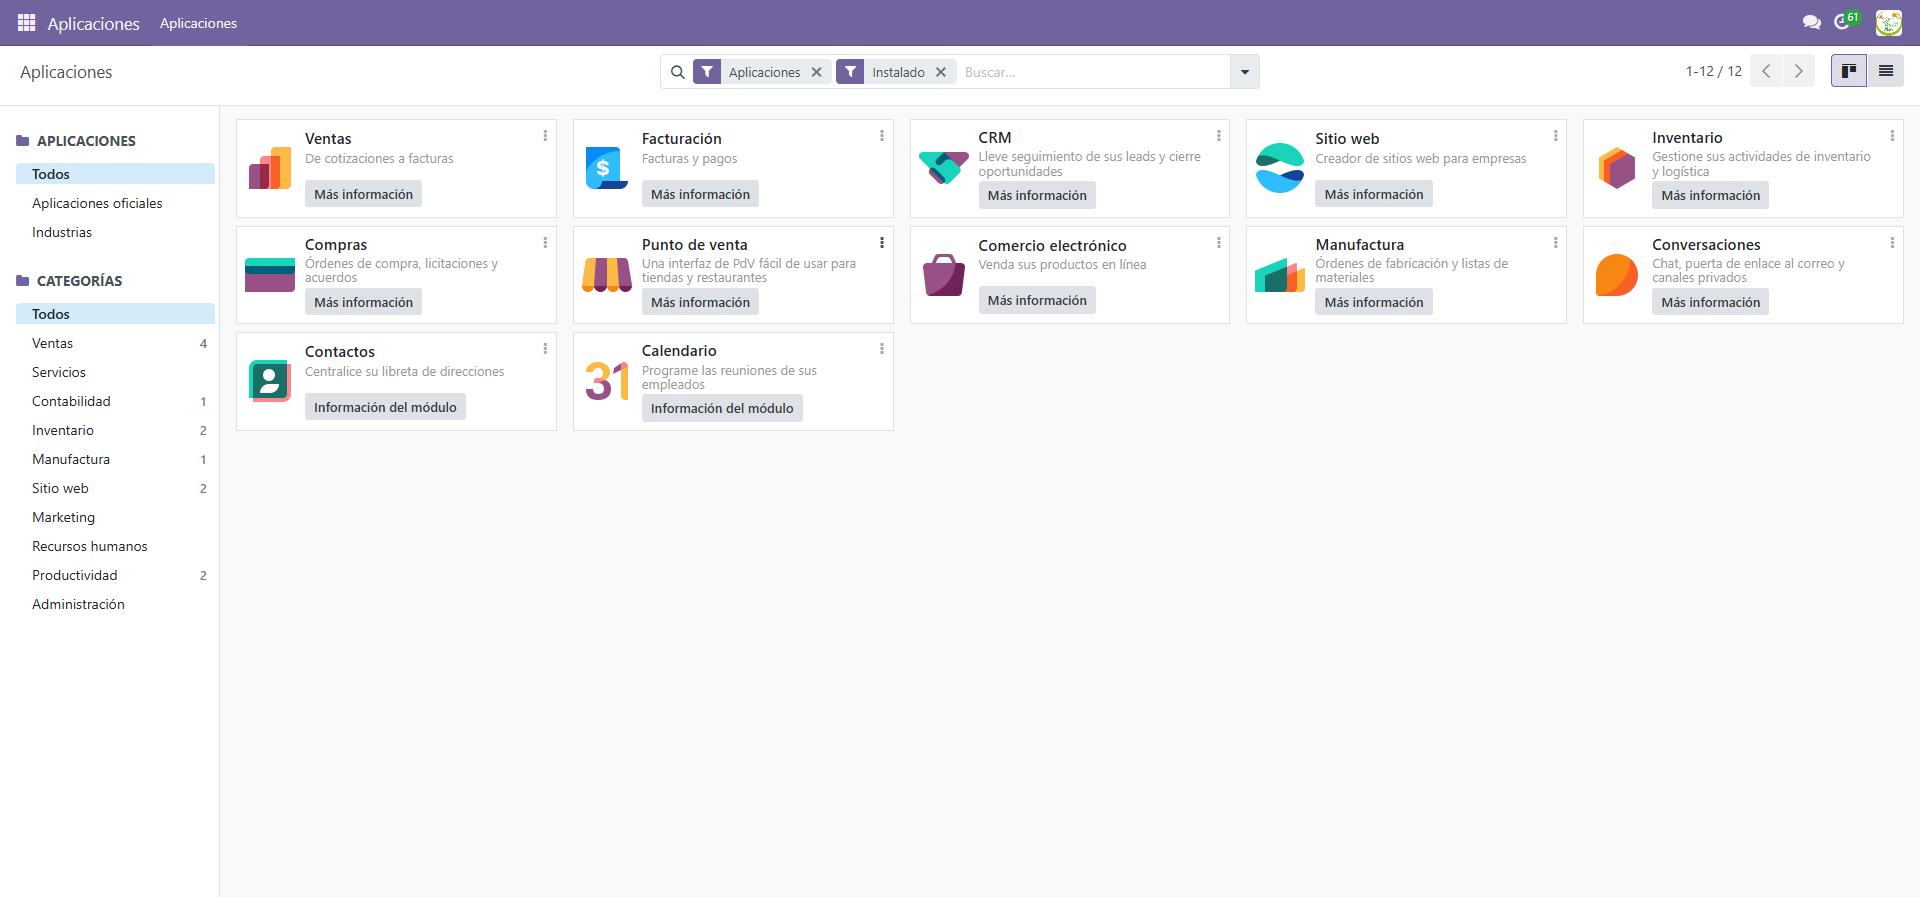 Aplicaciones
Aplicaciones
61
Aplicaciones
Aplicaciones
Instalado
Buscar...
1-12 / 12
APLICACIONES
Todos
Aplicaciones oficiales
Industrias
CATEGORÍAS
Todos
Ventas 4
Servicios
Contabilidad 1
Inventario 2
Manufactura 1
Sitio web 2
Marketing
Recursos humanos
Productividad 2
Administración
Ventas
De cotizaciones a facturas
Más información
$
Facturación
Facturas y pagos
Más información
CRM
Lleve seguimiento de sus leads y cierre
oportunidades
Más información
Sitio web
Creador de sitios web para empresas
Más información
Inventario
Gestione sus actividades de inventario
y logística
Más información
Compras
Órdenes de compra, licitaciones y
acuerdos
Más información
Punto de venta
Una interfaz de PdV fácil de usar para
tiendas y restaurantes
Más información
Comercio electrónico
Venda sus productos en línea
Más información
Manufactura
Órdenes de fabricación y listas de
materiales
Más información
Conversaciones
Chat, puerta de enlace al correo y
canales privados
Más información
Contactos
Centralice su libreta de direcciones
Información del módulo
31
Calendario
Programe las reuniones de sus
empleados
Información del módulo